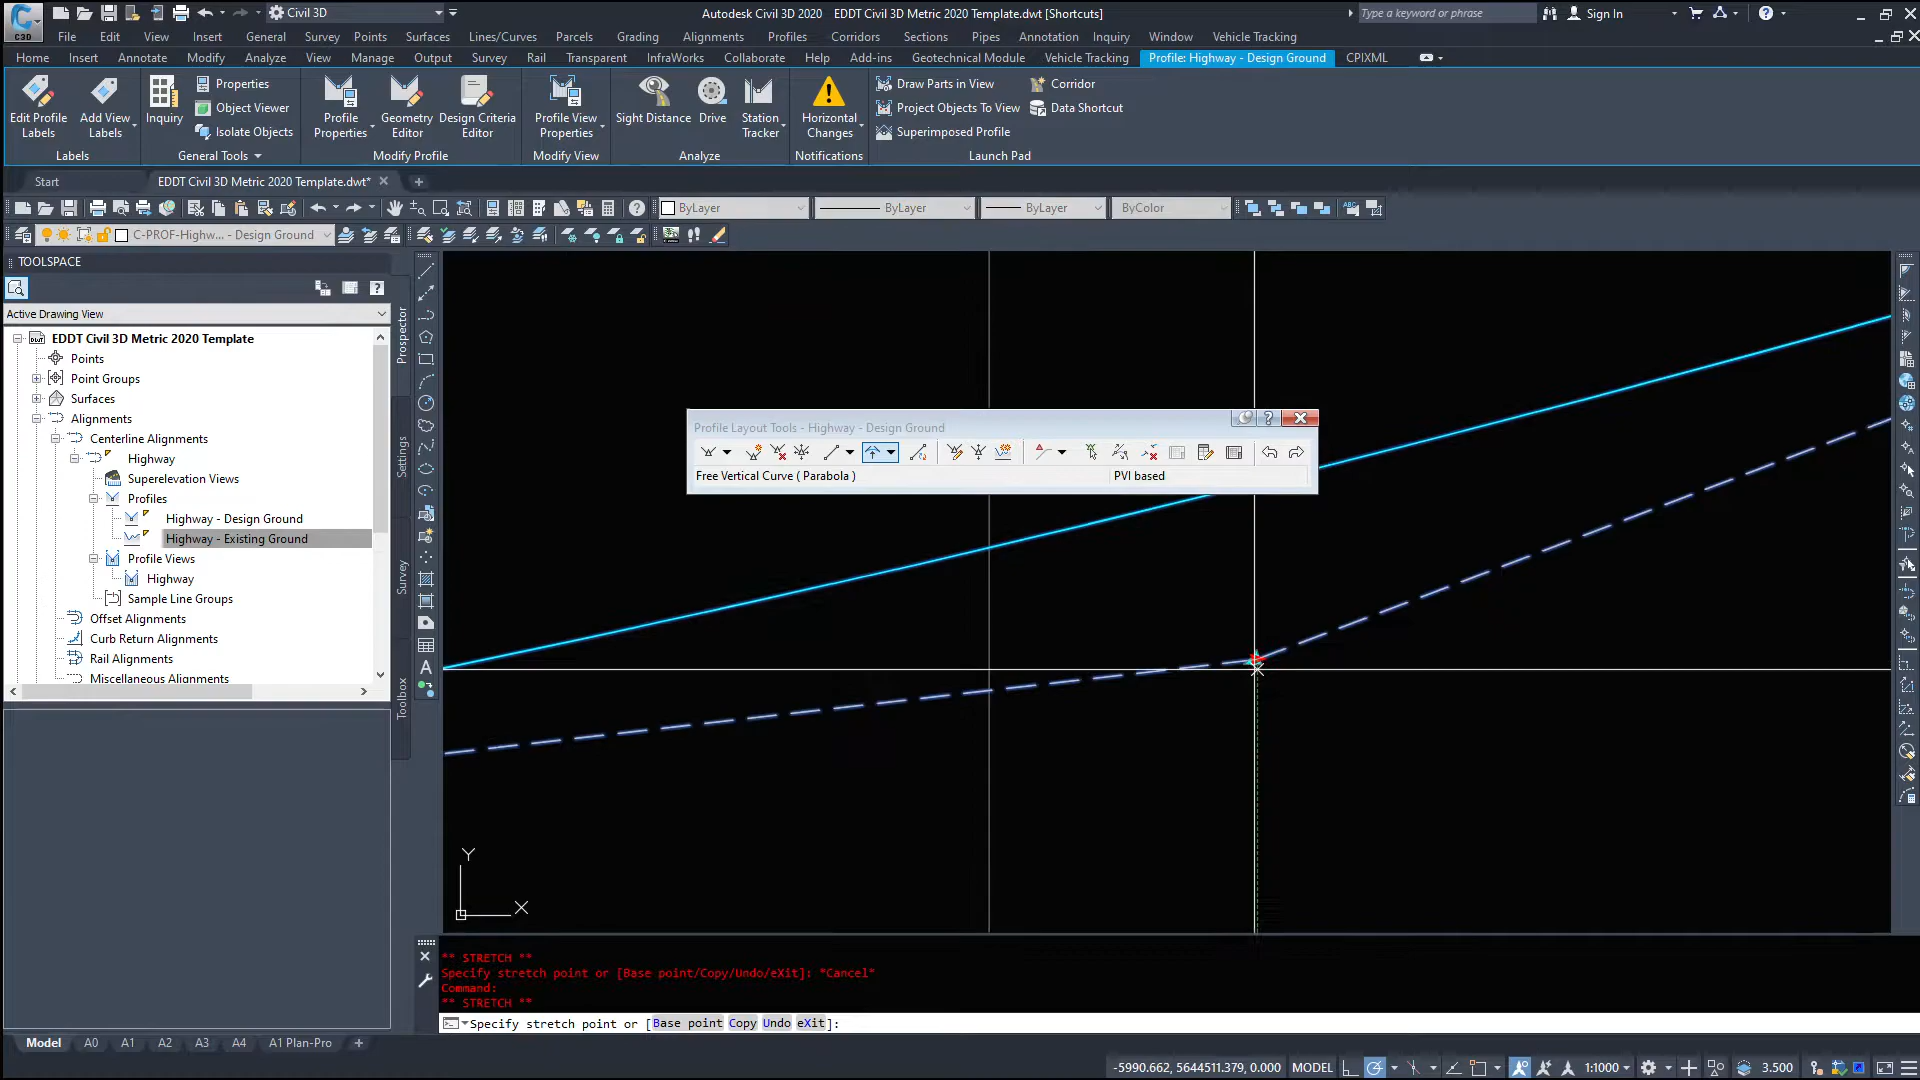 Civil 3D
Autodesk Civil 3D 2020 EDDT Civil 3D Metric 2020 Template.dwt [Shortcuts]
Type a keyword or phrase
Sign In
C3D
File Edit View Insert General Survey Points Surfaces Lines/Curves Parcels Grading Alignments Profiles Corridors Sections Pipes Annotation Inquiry Window Vehicle Tracking
Home Insert Annotate Modify Analyze View Manage Output Survey Rail Transparent InfraWorks Collaborate Help Add-ins Geotechnical Module Vehicle Tracking Profile: Highway - Design Ground CPIXML
Edit Profile Labels
Add View Labels
Labels
Inquiry
Properties
Object Viewer
Isolate Objects
General Tools
Profile Properties
Geometry Editor
Design Criteria Editor
Modify Profile
Profile View Properties
Modify View
Sight Distance
Drive
Station Tracker
Analyze
Horizontal Changes
Notifications
Draw Parts in View
Project Objects To View
Superimposed Profile
Corridor
Data Shortcut
Launch Pad
Start
EDDT Civil 3D Metric 2020 Template.dwt*
ByLayer
ByLayer
ByLayer
ByColor
C-PROF-Highw... - Design Ground
TOOLSPACE
Active Drawing View
EDDT Civil 3D Metric 2020 Template
Points
Point Groups
Surfaces
Alignments
Centerline Alignments
Highway
Superelevation Views
Profiles
Highway - Design Ground
Highway - Existing Ground
Profile Views
Highway
Sample Line Groups
Offset Alignments
Curb Return Alignments
Rail Alignments
Miscellaneous Alignments
Prospector
Settings
Survey
Toolbox
Profile Layout Tools - Highway - Design Ground
Free Vertical Curve ( Parabola )
PVI based
Y
X
** STRETCH **
Specify stretch point or [Base point/Copy/Undo/eXit]: *Cancel*
Command:
** STRETCH **
Specify stretch point or [Base point Copy Undo eXit]:
Model A0 A1 A2 A3 A4 A1 Plan-Pro
-5990.662, 5644511.379, 0.000 MODEL
1:1000
3.500